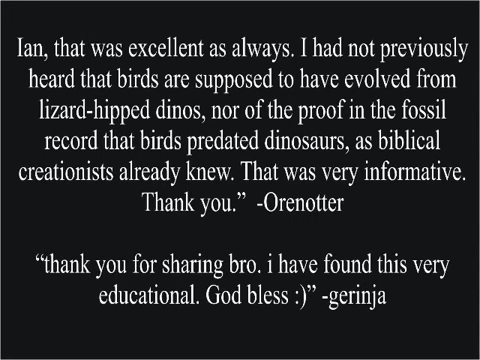 Ian, that was excellent as always. I had not previously
heard that birds are supposed to have evolved from
lizard-hipped dinos, nor of the proof in the fossil
record that birds predated dinosaurs, as biblical
creationists already knew. That was very informative.
Thank you.” -Orenotter
“thank you for sharing bro. i have found this very
educational. God bless :)” -gerinja